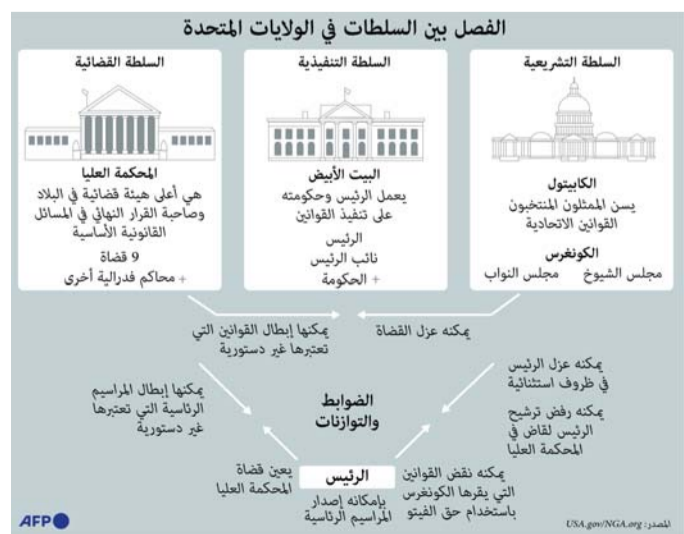 الفصل بين السلطات في الولايات المتحدة
السلطة التشريعية
الكابيتول
يسن الممثلون المنتخبون
القوانين الاتحادية
الكونغرس
مجلس الشيوخ مجلس النواب
السلطة التنفيذية
البيت الأبيض
يعمل الرئيس وحكومته
على تنفيذ القوانين
الرئيس
نائب الرئيس
+ الحكومة
السلطة القضائية
المحكمة العليا
هي أعلى هيئة قضائية في البلاد
وصاحبة القرار النهائي في المسائل
القانونية الأساسية
9 قضاة
+ محاكم فدرالية أخرى
يمكنه عزل القضاة
يمكنها إبطال القوانين التي
تعتبرها غير دستورية
يمكنه عزل الرئيس
في ظروف استثنائية
يمكنه رفض ترشيح
الرئيس لقاض في
المحكمة العليا
الضوابط
والتوازنات
يمكنها إبطال المراسيم
الرئاسية التي تعتبرها
غير دستورية
يمكنه نقض القوانين
التي يقرها الكونغرس
باستخدام حق الفيتو
الرئيس
بإمكانه إصدار
المراسيم الرئاسية
يعين قضاة
المحكمة العليا
المصدر: USA.gov/NGA.org
AFP